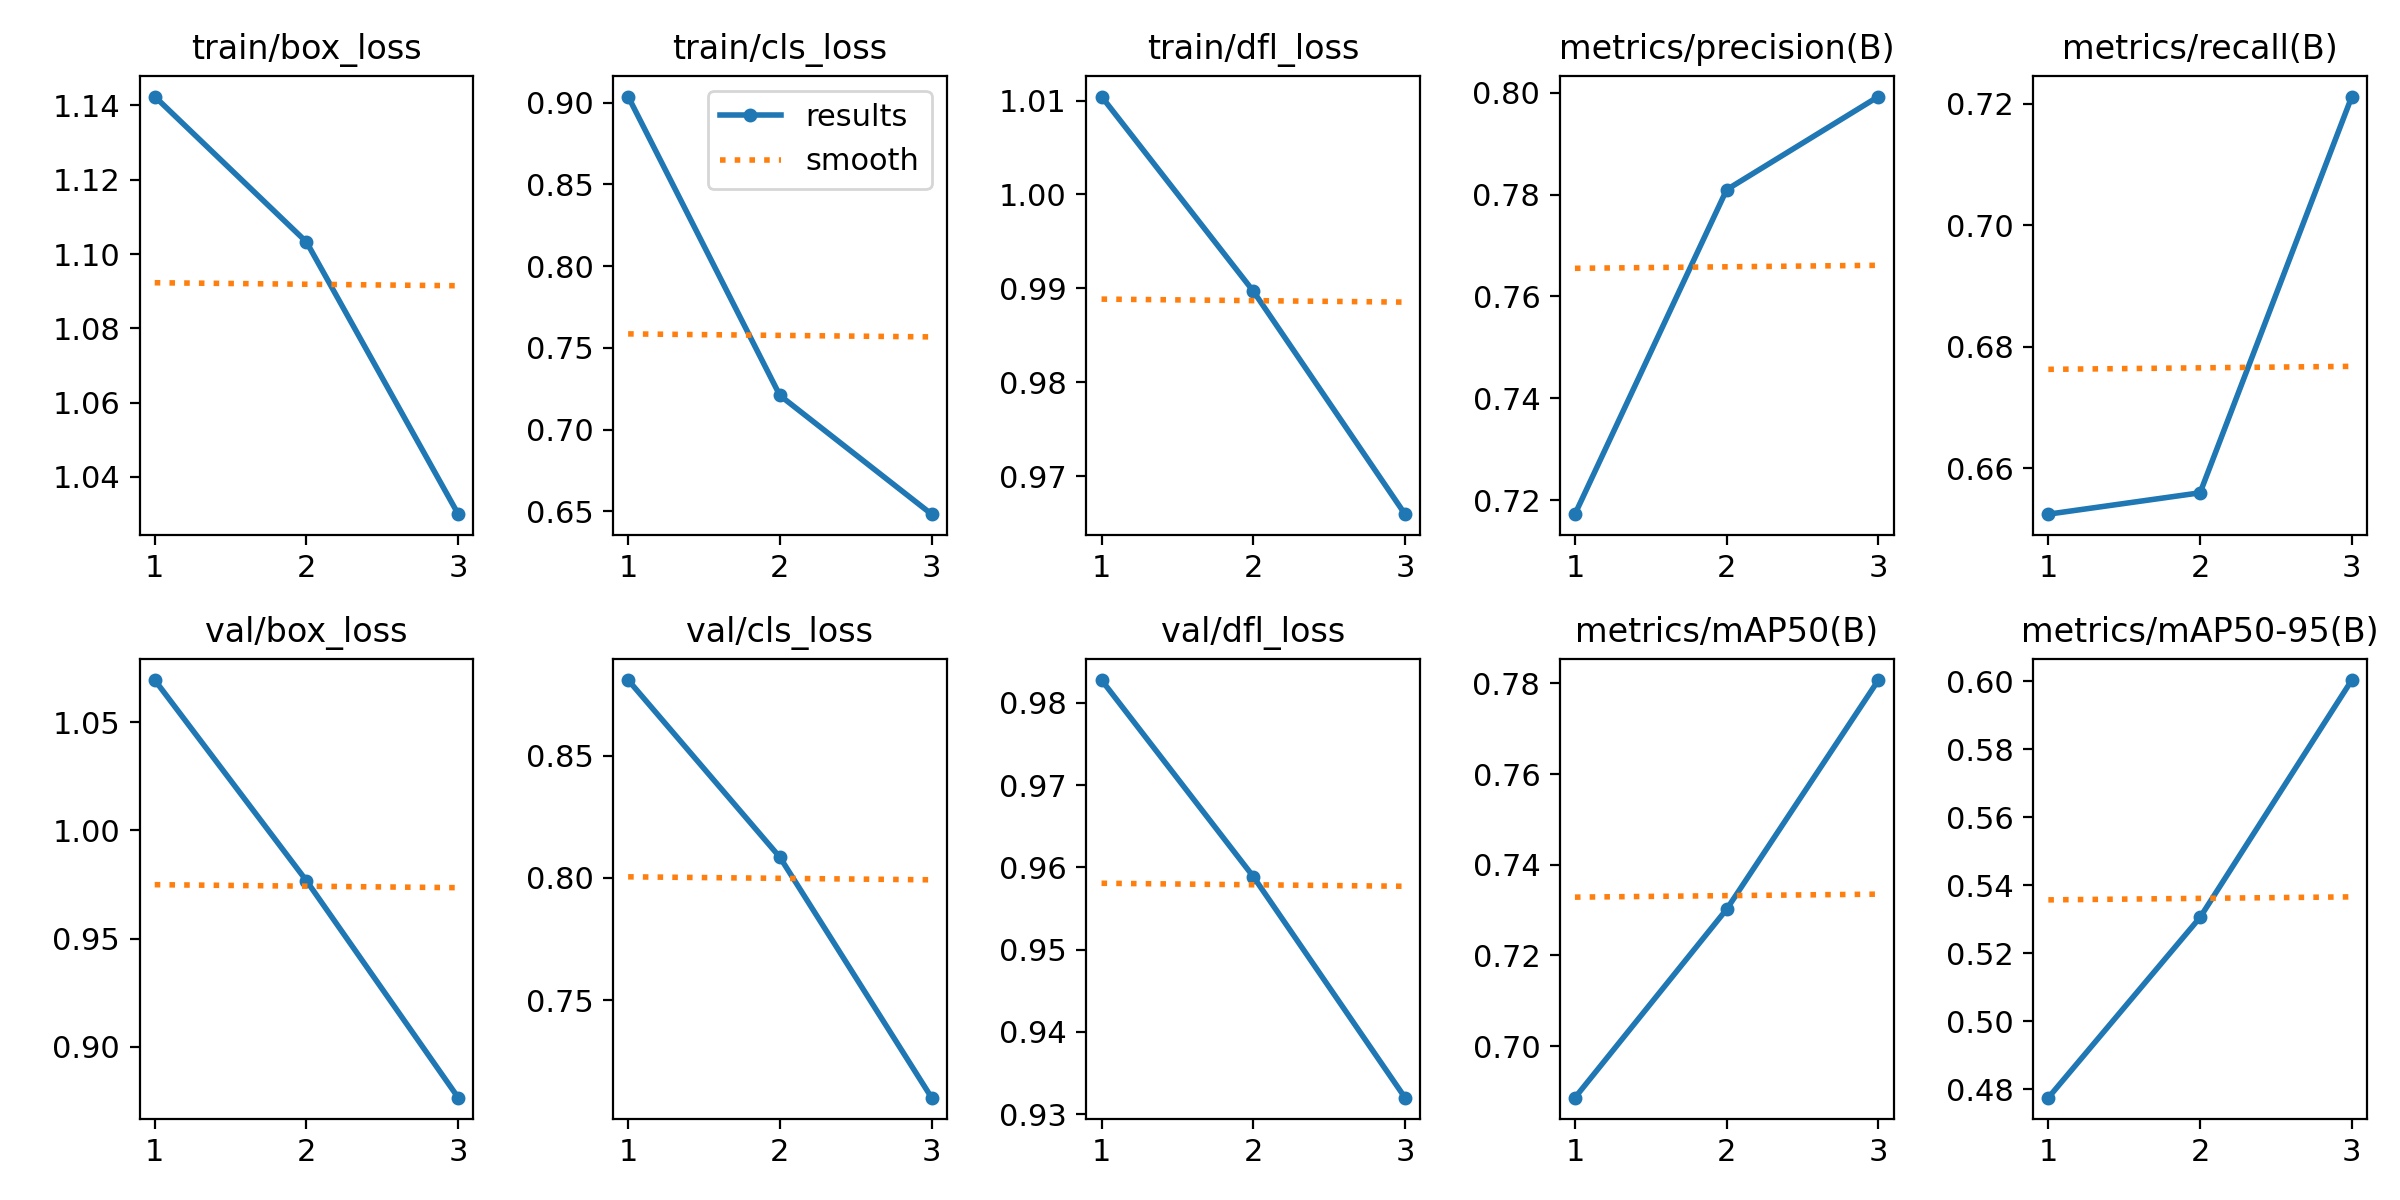 train/box_loss
1.14
1.12
1.10
1.08
1.06
1.04
1 2 3
train/cls_loss
results
smooth
0.90
0.85
0.80
0.75
0.70
0.65
1 2 3
train/dfl_loss
1.01
1.00
0.99
0.98
0.97
1 2 3
metrics/precision(B)
0.80
0.78
0.76
0.74
0.72
1 2 3
metrics/recall(B)
0.72
0.70
0.68
0.66
1 2 3
val/box_loss
1.05
1.00
0.95
0.90
1 2 3
val/cls_loss
0.85
0.80
0.75
1 2 3
val/dfl_loss
0.98
0.97
0.96
0.95
0.94
0.93
1 2 3
metrics/mAP50(B)
0.78
0.76
0.74
0.72
0.70
1 2 3
metrics/mAP50-95(B)
0.60
0.58
0.56
0.54
0.52
0.50
0.48
1 2 3